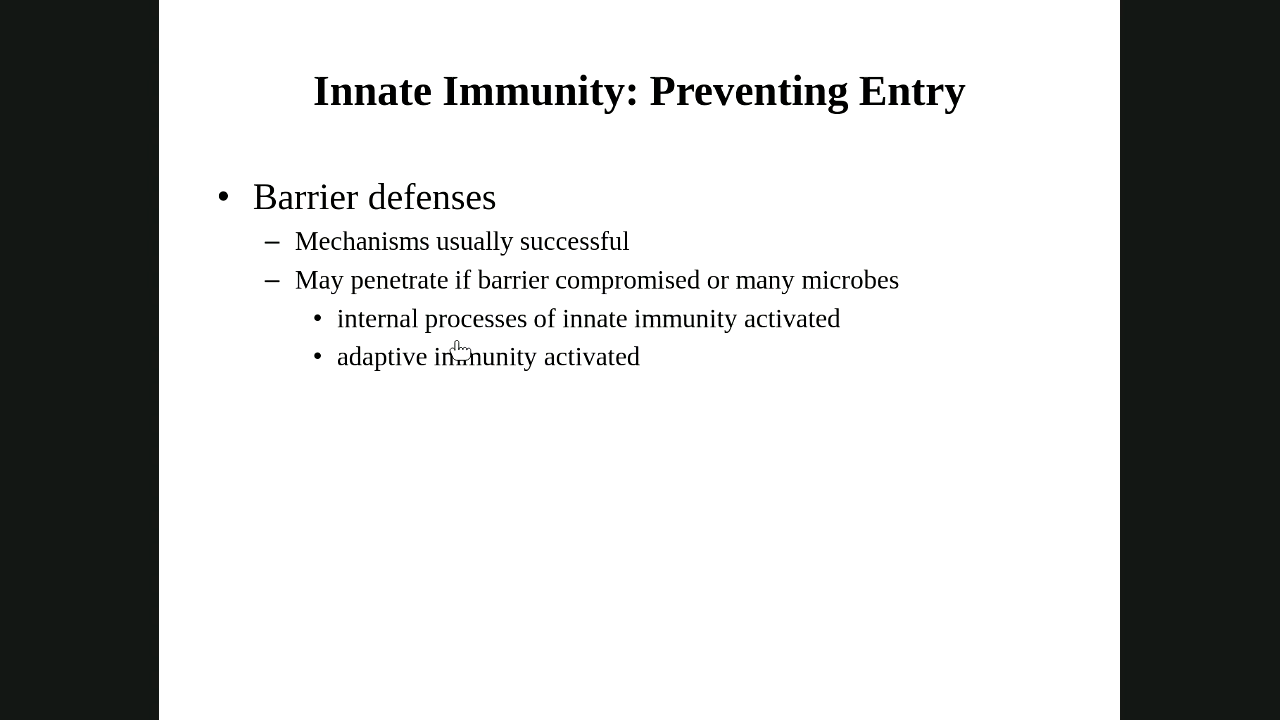 Innate Immunity: Preventing Entry
• Barrier defenses
– Mechanisms usually successful
– May penetrate if barrier compromised or many microbes
• internal processes of innate immunity activated
• adaptive immunity activated